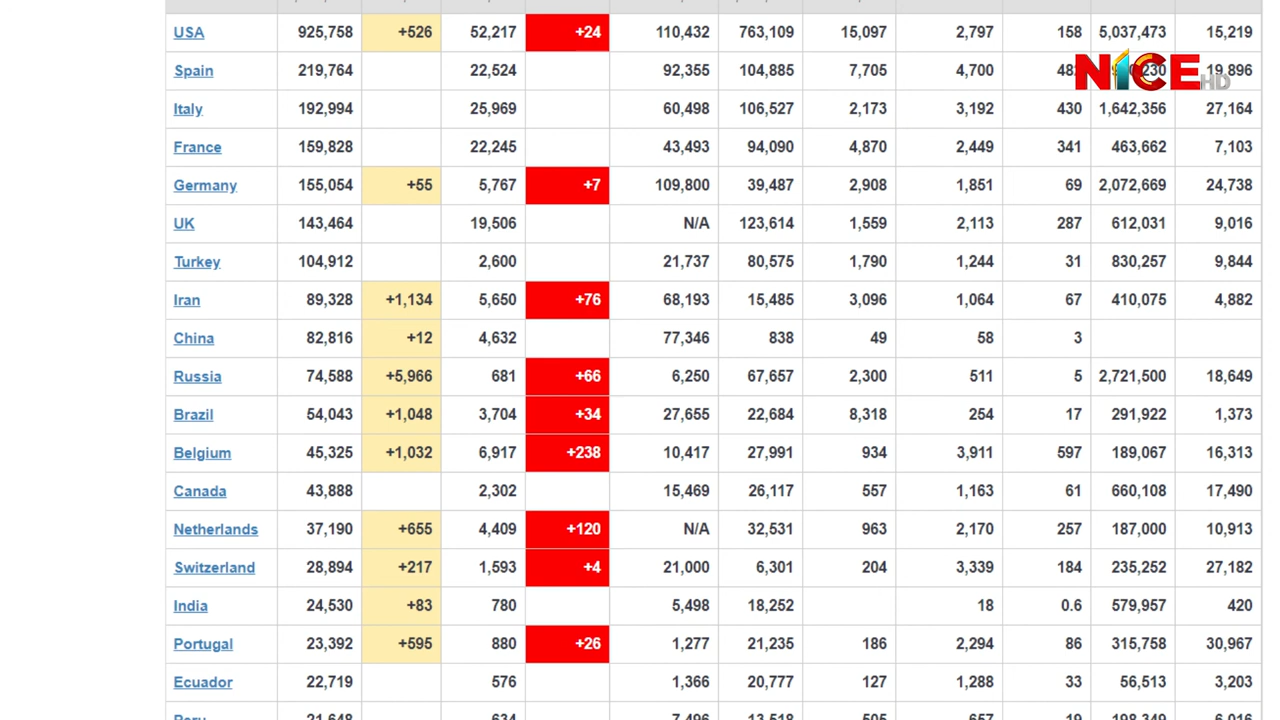 USA 925,758 +526 52,217 +24 110,432 763,109 15,097 2,797 158 5,037,473 15,219
Spain 219,764 22,524 92,355 104,885 7,705 4,700 19,896
NICE HD
Italy 192,994 25,969 60,498 106,527 2,173 3,192 430 1,642,356 27,164
France 159,828 22,245 43,493 94,090 4,870 2,449 341 463,662 7,103
Germany 155,054 +55 5,767 +7 109,800 39,487 2,908 1,851 69 2,072,669 24,738
UK 143,464 19,506 N/A 123,614 1,559 2,113 287 612,031 9,016
Turkey 104,912 2,600 21,737 80,575 1,790 1,244 31 830,257 9,844
Iran 89,328 +1,134 5,650 +76 68,193 15,485 3,096 1,064 67 410,075 4,882
China 82,816 +12 4,632 77,346 838 49 58 3
Russia 74,588 +5,966 681 +66 6,250 67,657 2,300 511 5 2,721,500 18,649
Brazil 54,043 +1,048 3,704 +34 27,655 22,684 8,318 254 17 291,922 1,373
Belgium 45,325 +1,032 6,917 +238 10,417 27,991 934 3,911 597 189,067 16,313
Canada 43,888 2,302 15,469 26,117 557 1,163 61 660,108 17,490
Netherlands 37,190 +655 4,409 +120 N/A 32,531 963 2,170 257 187,000 10,913
Switzerland 28,894 +217 1,593 +4 21,000 6,301 204 3,339 184 235,252 27,182
India 24,530 +83 780 5,498 18,252 18 0.6 579,957 420
Portugal 23,392 +595 880 +26 1,277 21,235 186 2,294 86 315,758 30,967
Ecuador 22,719 576 1,366 20,777 127 1,288 33 56,513 3,203
Peru 21,648 634 7,496 13,518 505 657 19 198,349 6,016